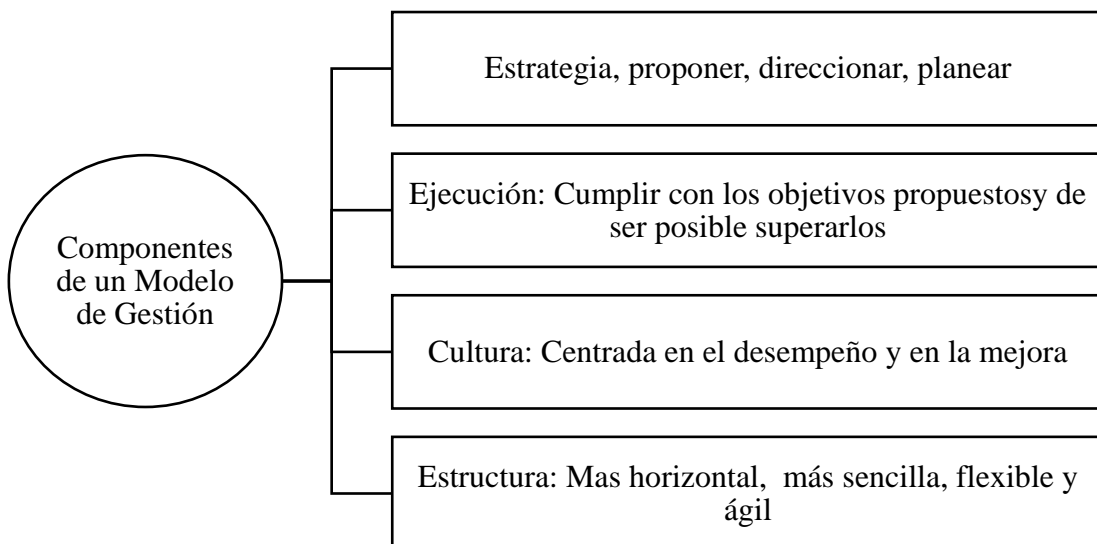 Componentes
de un Modelo
de Gestión
Estrategia, proponer, direccionar, planear
Ejecución: Cumplir con los objetivos propuestosy de
ser posible superarlos
Cultura: Centrada en el desempeño y en la mejora
Estructura: Mas horizontal,  más sencilla, flexible y
ágil